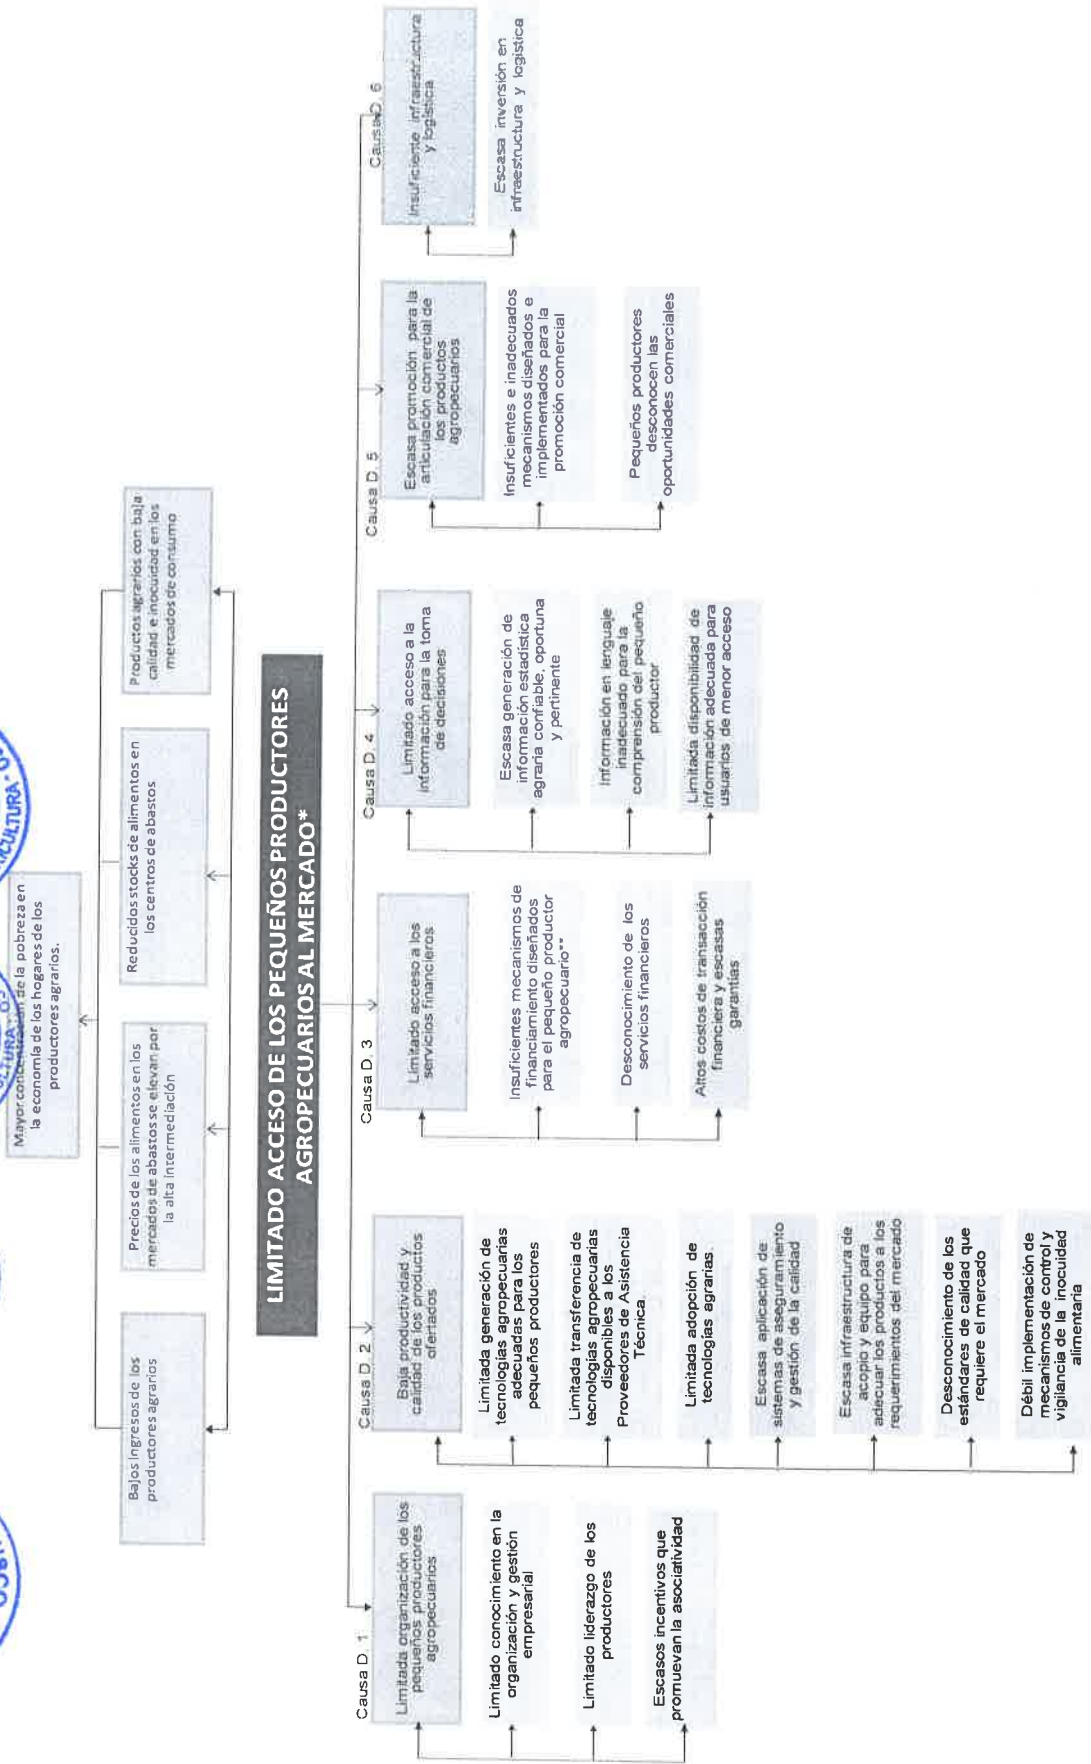 Mayor concentración de la pobreza en
la economía de los hogares de los
productores agrarios.
Bajos Ingresos de los
productores agrarios
Precios de los alimentos en los
mercados de abastos se elevan por
la alta intermediación
Reducidos stocks de alimentos en
los centros de abastos
Productos agrarios con baja
calidad e inocuidad en los
mercados de consumo
LIMITADO ACCESO DE LOS PEQUEÑOS PRODUCTORES
AGROPECUARIOS AL MERCADO*
Causa D. 1
Limitada organización de los
pequeños productores
agropecuarios
Limitado conocimiento en la
organización y gestión
empresarial
Limitado liderazgo de los
productores
Escasos incentivos que
promuevan la asociatividad
Causa D. 2
Baja productividad y
calidad de los productos
ofertados
Limitada generación de
tecnologías agropecuarias
adecuadas para los
pequeños productores
Limitada transferencia de
tecnologías agropecuarias
disponibles a los
Proveedores de Asistencia
Técnica.
Limitada adopción de
tecnologías agrarias.
Escasa aplicación de
sistemas de aseguramiento
y gestión de la calidad
Escasa infraestructura de
acopio y equipo para
adecuar los productos a los
requerimientos del mercado
Desconocimiento de los
estándares de calidad que
requiere el mercado
Débil implementación de
mecanismos de control y
vigilancia de la inocuidad
alimentaria
Causa D. 3
Limitado acceso a los
servicios financieros
Insuficientes mecanismos de
financiamiento diseñados
para el pequeño productor
agropecuario**
Desconocimiento de los
servicios financieros
Altos costos de transacción
financiera y escasas
garantías
Causa D. 4
Limitado acceso a la
información para la toma
de decisiones
Escasa generación de
información estadística
agraria confiable, oportuna
y pertinente
Información en lenguaje
inadecuado para la
comprensión del pequeño
productor
Limitada disponibilidad de
información adecuada para
usuarios de menor acceso
Causa D. 5
Escasa promoción para la
articulación comercial de
los productos
agropecuarios
Insuficientes e inadecuados
mecanismos diseñados e
implementados para la
promoción comercial
Pequeños productores
desconocen las
oportunidades comerciales
Causa D. 6
Insuficiente infraestructura
y logística
Escasa inversión en
infraestructura y logística